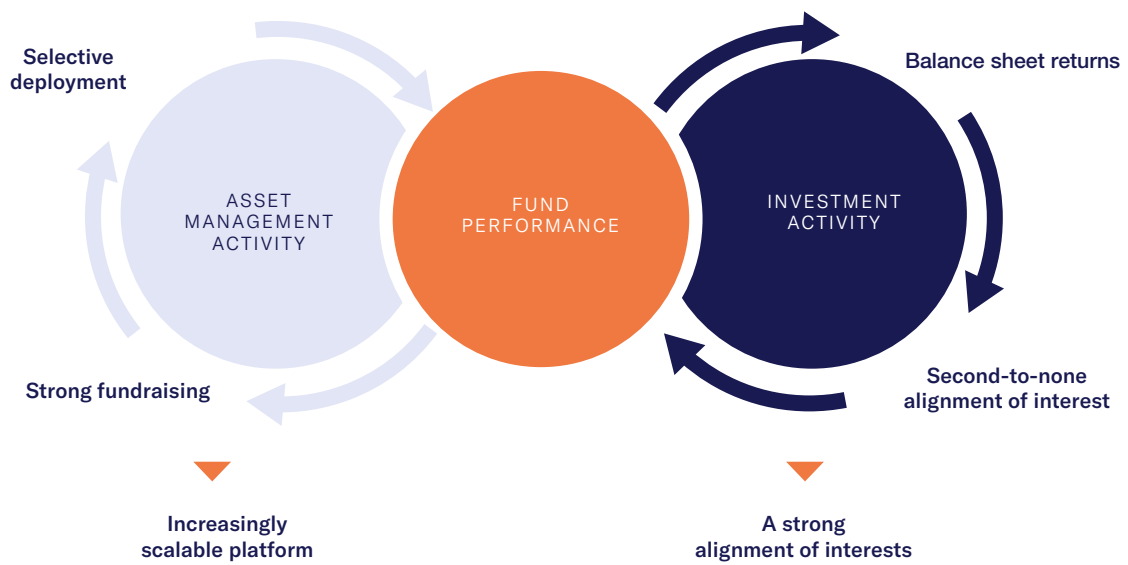 Selective
deployment
Balance sheet returns
ASSET
MANAGEMENT
ACTIVITY
FUND
PERFORMANCE
INVESTMENT
ACTIVITY
Strong fundraising
Second-to-none
alignment of interest
Increasingly
scalable platform
A strong
alignment of interests